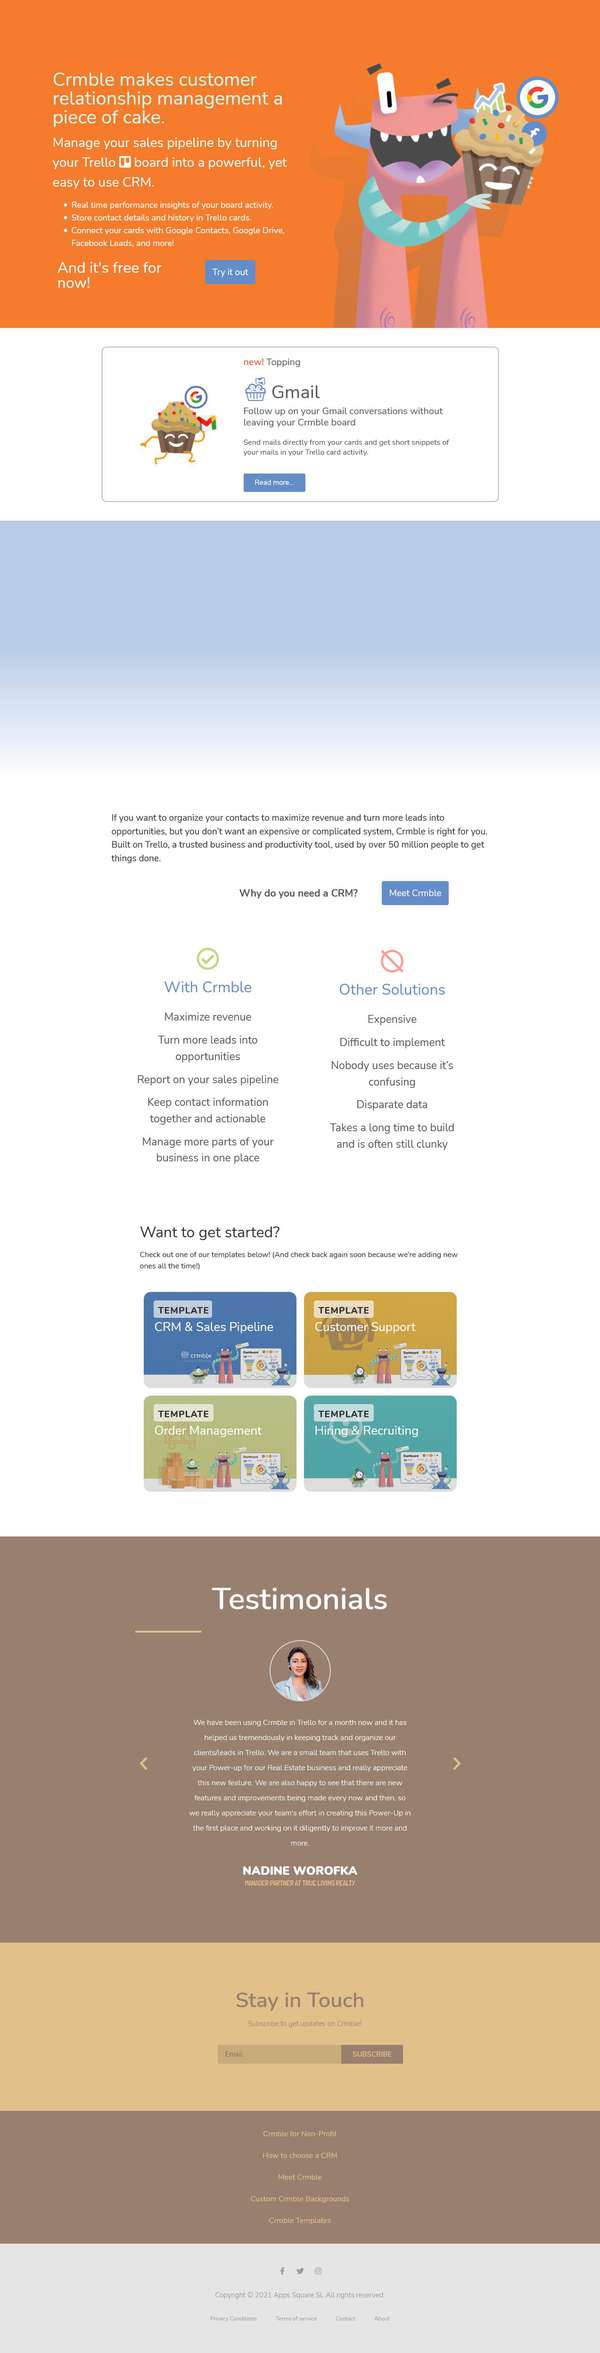 Crmble makes customer
relationship management a
piece of cake.
Manage your sales pipeline by turning
your Trello board into a powerful, yet
easy to use CRM.
Real time performance insights of your board activity.
Store contact details and history in Trello cards.
Connect your cards with Google Contacts, Google Drive,
Facebook Leads, and more!
And it's free for
now!
Try it out
new! Topping
Gmail
Follow up on your Gmail conversations without
leaving your Crmble board
Send mails directly from your cards and get short snippets of
your mails in your Trello card activity.
Read more...
If you want to organize your contacts to maximize revenue and turn more leads into
opportunities, but you don't want an expensive or complicated system, Crmble is right for you.
Built on Trello, a trusted business and productivity tool, used by over 50 million people to get
things done.
Why do you need a CRM?
Meet Crmble
With Crmble
Maximize revenue
Turn more leads into
opportunities
Report on your sales pipeline
Keep contact information
together and actionable
Manage more parts of your
business in one place
Other Solutions
Expensive
Difficult to implement
Nobody uses because it's
confusing
Disparate data
Takes a long time to build
and is often still clunky
Want to get started?
Check out one of our templates below! (And check back again soon because we're adding new
ones all the time!)
TEMPLATE
CRM & Sales Pipeline
crmble
Dashboard
TEMPLATE
Customer Support
Dashboard
TEMPLATE
Order Management
Dashboard
TEMPLATE
Hiring & Recruiting
Dashboard
Testimonials
We have been using Crmble in Trello for a month now and it has
helped us tremendously in keeping track and organize our
clients/leads in Trello. We are a small team that uses Trello with
your Power-up for our Real Estate business and really appreciate
this new feature. We are also happy to see that there are new
features and improvements being made every now and then, so
we really appreciate your team's effort in creating this Power-Up in
the first place and working on it diligently to improve it more and
more.
NADINE WOROFKA
MANAGER PARTNER AT TRUE LIVING REALTY
Stay in Touch
Subscribe to get updates on Crmble!
Email
SUBSCRIBE
Crmble for Non-Profit
How to choose a CRM
Meet Crmble
Custom Crmble Backgrounds
Crmble Templates
Copyright © 2021 Apps Square SL. All rights reserved
Privacy Conditions
Terms of service
Contact
About